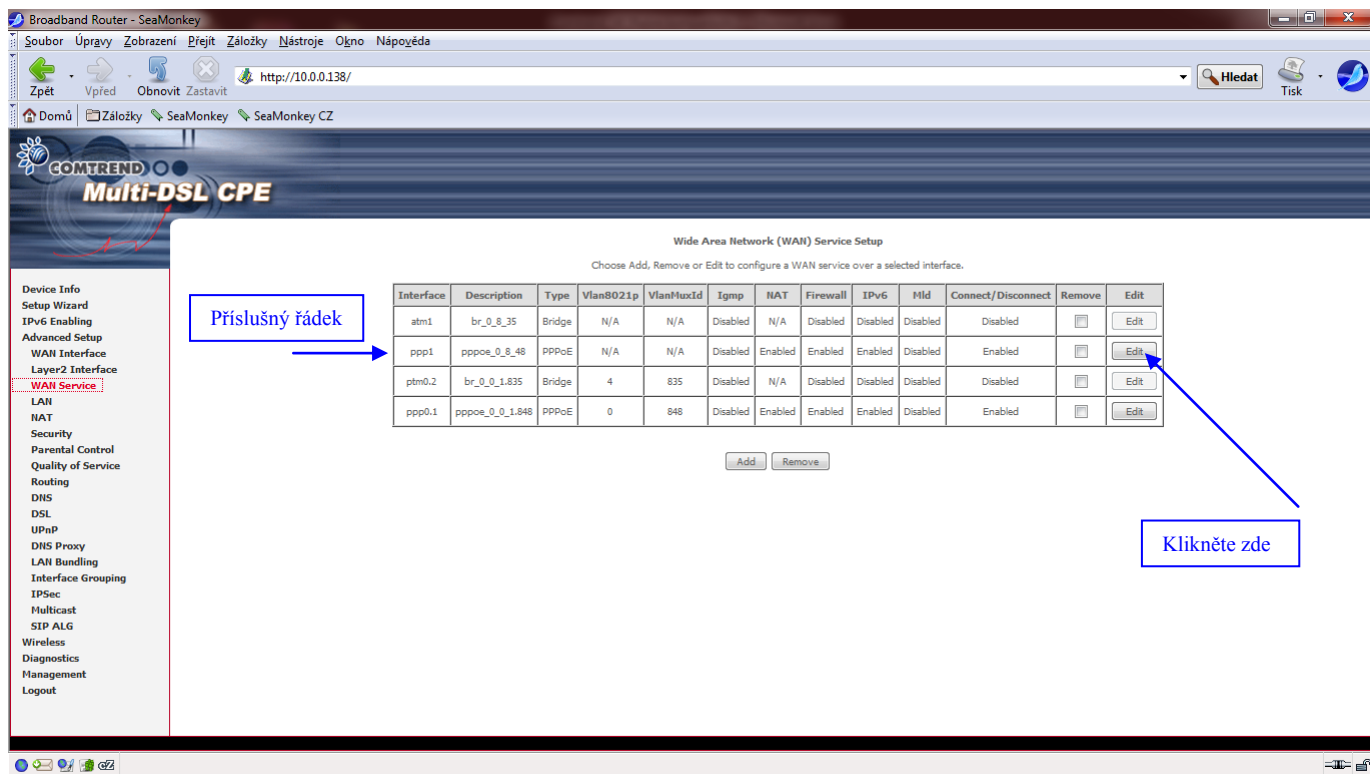 Broadband Router - SeaMonkey
Soubor Úpravy Zobrazení Přejít Záložky Nástroje Okno Nápověda
Zpět Vpřed Obnovit Zastavit http://10.0.0.138/ Hledat Tisk
Domů Záložky SeaMonkey SeaMonkey CZ
COMTREND
Multi-DSL CPE
Device Info
Setup Wizard
IPv6 Enabling
Advanced Setup
WAN Interface
Layer2 Interface
WAN Service
LAN
NAT
Security
Parental Control
Quality of Service
Routing
DNS
DSL
UPnP
DNS Proxy
LAN Bundling
Interface Grouping
IPSec
Multicast
SIP ALG
Wireless
Diagnostics
Management
Logout
Wide Area Network (WAN) Service Setup
Choose Add, Remove or Edit to configure a WAN service over a selected interface.
Interface Description Type Vlan8021p VlanMuxId Igmp NAT Firewall IPv6 Mld Connect/Disconnect Remove Edit
atm1 br_0_8_35 Bridge N/A N/A Disabled N/A Disabled Disabled Disabled Disabled Edit
ppp1 pppoe_0_8_48 PPPoE N/A N/A Disabled Enabled Enabled Enabled Disabled Enabled Edit
ptm0.2 br_0_0_1.835 Bridge 4 835 Disabled N/A Disabled Disabled Disabled Disabled Edit
ppp0.1 pppoe_0_0_1.848 PPPoE 0 848 Disabled Enabled Enabled Enabled Disabled Enabled Edit
Add Remove
Příslušný řádek
Klikněte zde
cZ